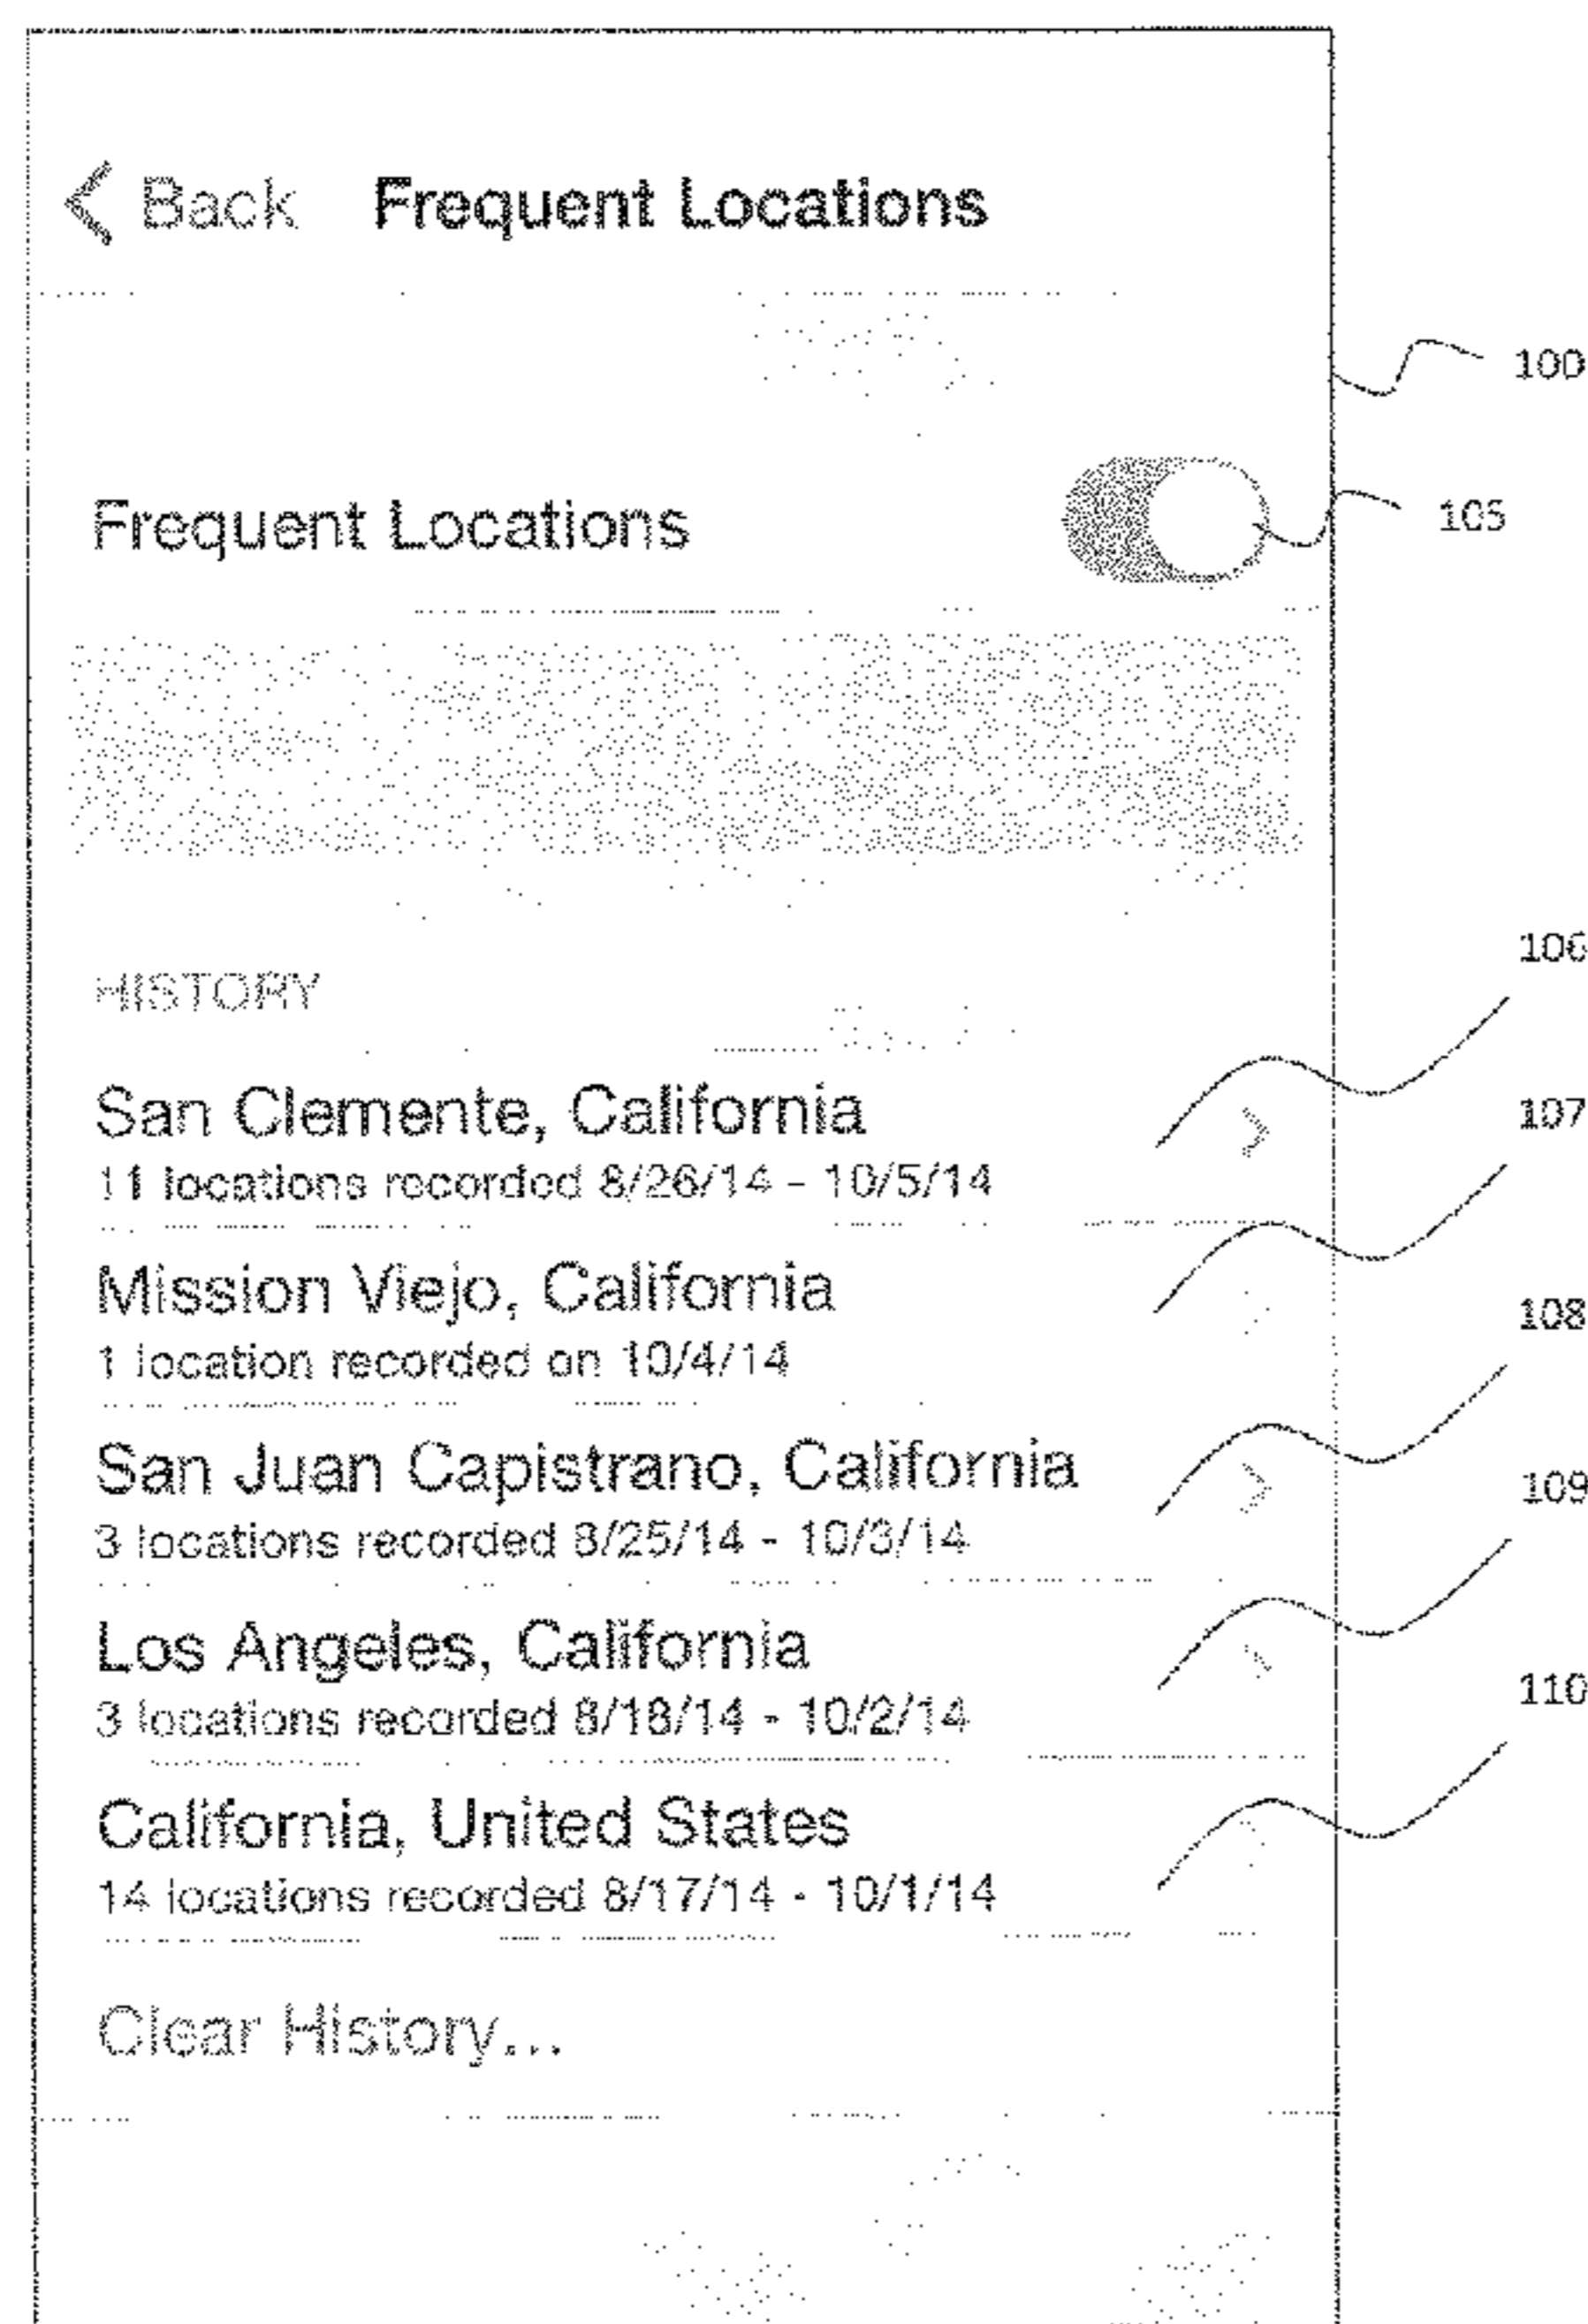 Back Frequent Locations
100
Frequent Locations
105
106
HISTORY
San Clemente, California
107
11 locations recorded 8/26/14 - 10/5/14
Mission Viejo, California
108
1 location recorded on 10/4/14
San Juan Capistrano, California
109
3 locations recorded 8/25/14 - 10/3/14
Los Angeles, California
110
3 locations recorded 8/18/14 - 10/2/14
California, United States
14 locations recorded 8/17/14 - 10/1/14
Clear History...